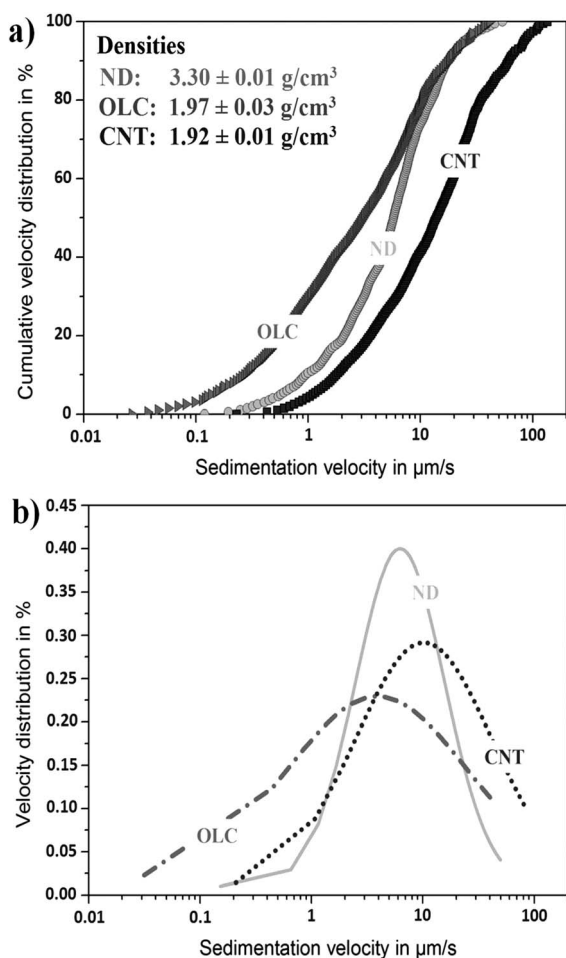 a)
Densities
ND: 3.30 ± 0.01 g/cm³
OLC: 1.97 ± 0.03 g/cm³
CNT: 1.92 ± 0.01 g/cm³
Cumulative velocity distribution in %
100
80
60
40
20
0
CNT
ND
OLC
0.01 0.1 1 10 100
Sedimentation velocity in µm/s
b)
Velocity distribution in %
0.45
0.40
0.35
0.30
0.25
0.20
0.15
0.10
0.05
0.00
ND
CNT
OLC
0.01 0.1 1 10 100
Sedimentation velocity in µm/s